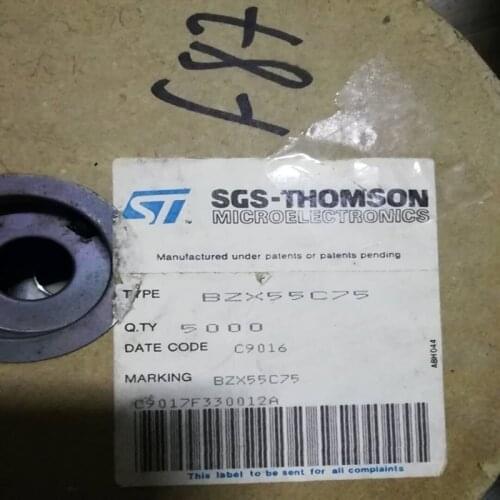 F87
ST SGS-THOMSON
MICROELECTRONICS
Manufactured under patents or patents pending
TYPE BZX55C75
Q.TY 5000
DATE CODE C9016
MARKING BZX55C75
C9017F330012A
ABH044
This label to be sent for all complaints